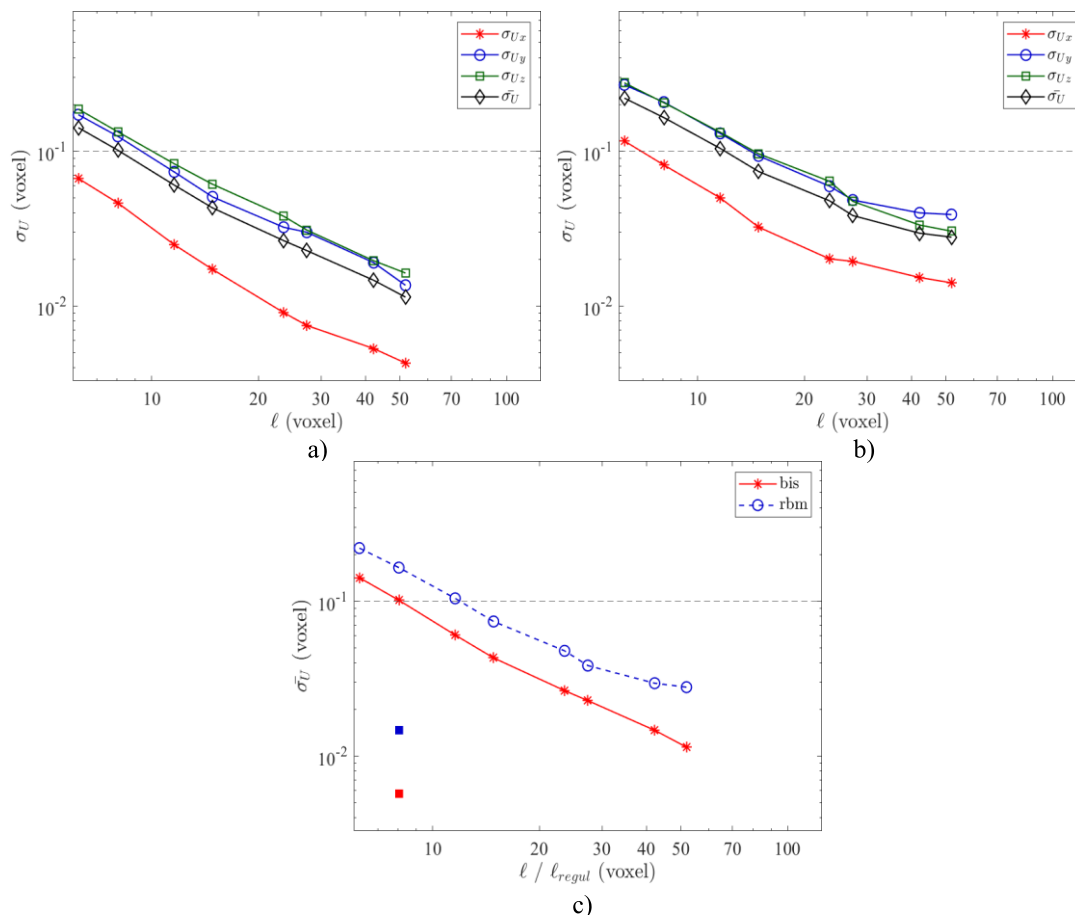 σUx
σUy
σUz
σ̄U
10⁻¹
10⁻²
σU (voxel)
10 20 30 40 50 70 100
ℓ (voxel)
a)
σUx
σUy
σUz
σ̄U
10⁻¹
10⁻²
σU (voxel)
10 20 30 40 50 70 100
ℓ (voxel)
b)
bis
rbm
10⁻¹
10⁻²
σ̄U (voxel)
10 20 30 40 50 70 100
ℓ / ℓregul (voxel)
c)